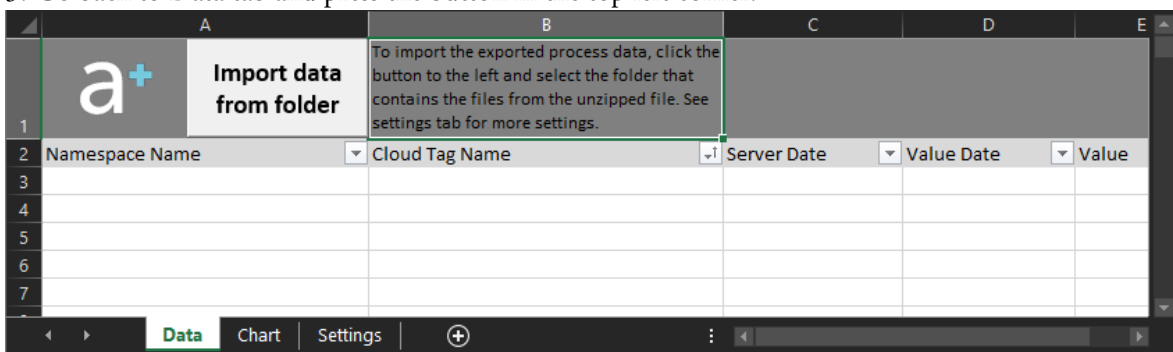 A B C D E
a+
Import data
from folder
To import the exported process data, click the
button to the left and select the folder that
contains the files from the unzipped file. See
settings tab for more settings.
1
2 Namespace Name Cloud Tag Name Server Date Value Date Value
3
4
5
6
7
Data Chart Settings